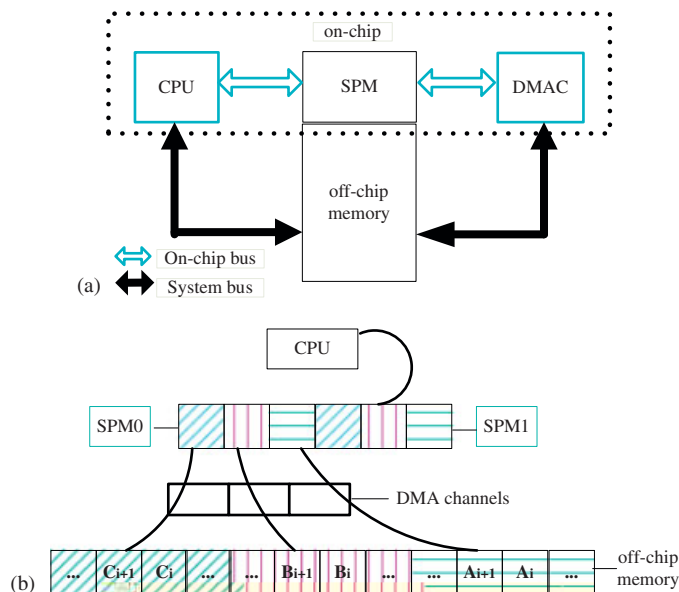 on-chip
CPU
SPM
DMAC
off-chip
memory
On-chip bus
(a)
System bus
CPU
SPM0
SPM1
DMA channels
... Ci+1 Ci ... ... Bi+1 Bi ... ... Ai+1 Ai ...
off-chip
memory
(b)